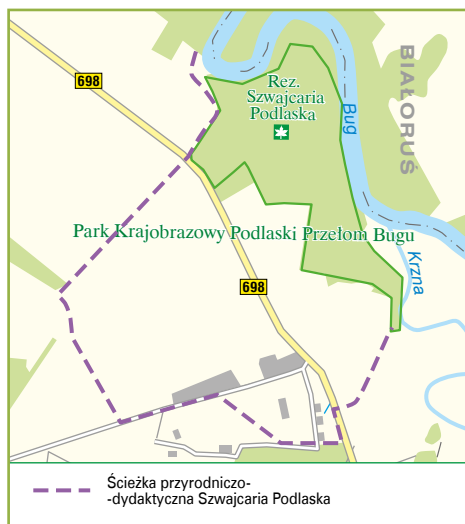 698
Rez.
Szwajcaria
Podlaska
Bug
BIAŁORUŚ
Park Krajobrazowy Podlaski Przełom Bugu
698
Krzna
Ścieżka przyrodniczo-
-dydaktyczna Szwajcaria Podlaska